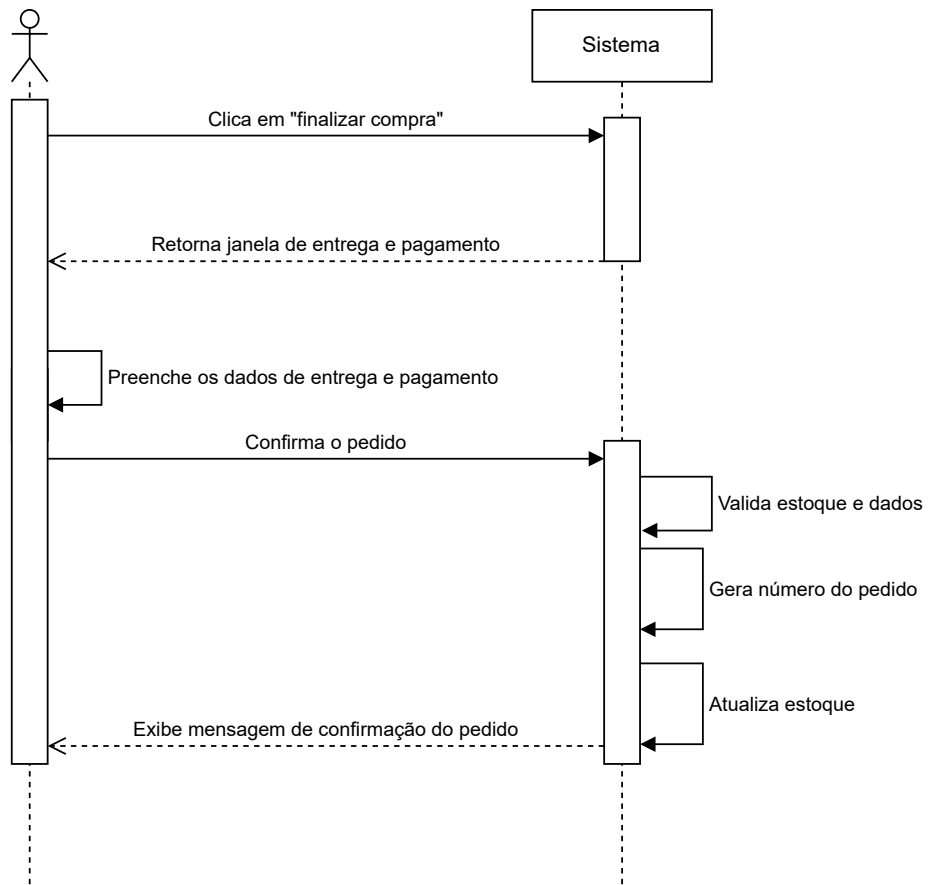 Sistema
Clica em "finalizar compra"
Retorna janela de entrega e pagamento
Preenche os dados de entrega e pagamento
Confirma o pedido
Valida estoque e dados
Gera número do pedido
Atualiza estoque
Exibe mensagem de confirmação do pedido